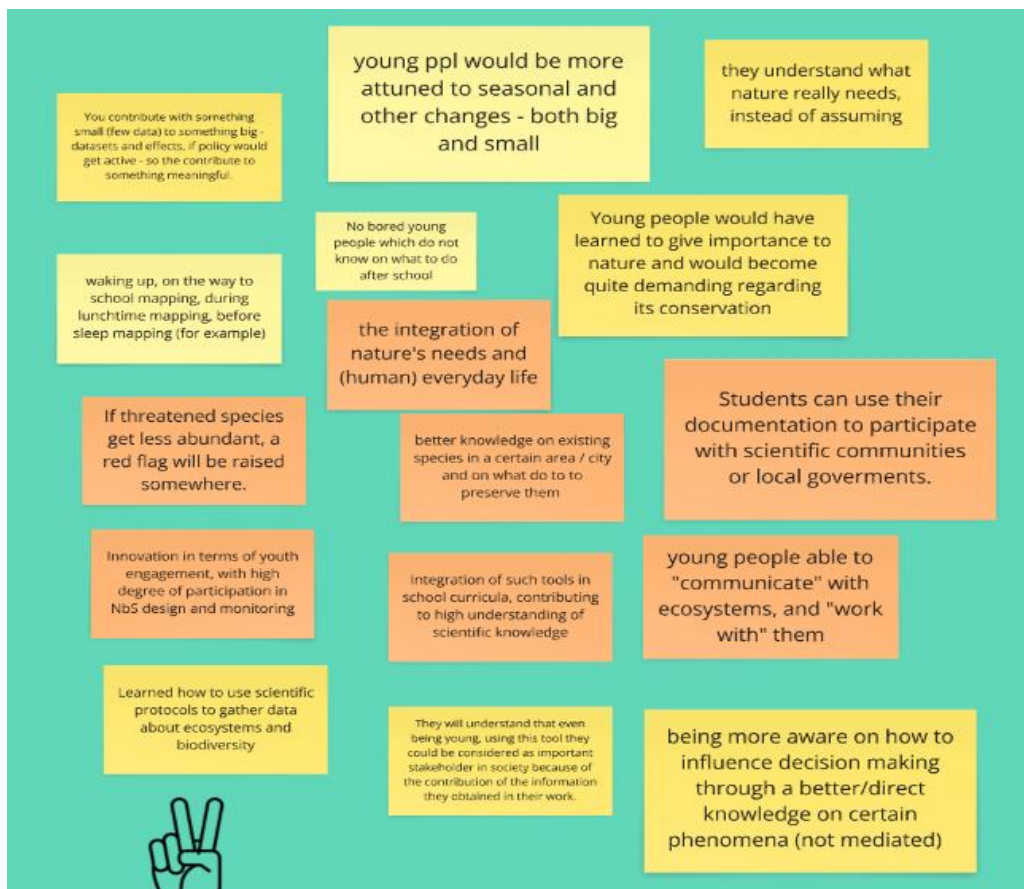 young ppl would be more
attuned to seasonal and
other changes - both big
and small
they understand what
nature really needs,
instead of assuming
You contribute with something
small (few data) to something big -
datasets and effects, if policy would
get active - so the contribute to
something meaningful.
No bored young
people which do not
know on what to do
after school
Young people would have
learned to give importance to
nature and would become
quite demanding regarding
its conservation
waking up, on the way to
school mapping, during
lunchtime mapping, before
sleep mapping (for example)
the integration of
nature's needs and
(human) everyday life
Students can use their
documentation to participate
with scientific communities
or local goverments.
If threatened species
get less abundant, a
red flag will be raised
somewhere.
better knowledge on existing
species in a certain area / city
and on what do to to
preserve them
Innovation in terms of youth
engagement, with high
degree of participation in
NbS design and monitoring
Integration of such tools in
school curricula, contributing
to high understanding of
scientific knowledge
young people able to
"communicate" with
ecosystems, and "work
with" them
Learned how to use scientific
protocols to gather data
about ecosystems and
biodiversity
They will understand that even
being young, using this tool they
could be considered as important
stakeholder in society because of
the contribution of the information
they obtained in their work.
being more aware on how to
influence decision making
through a better/direct
knowledge on certain
phenomena (not mediated)